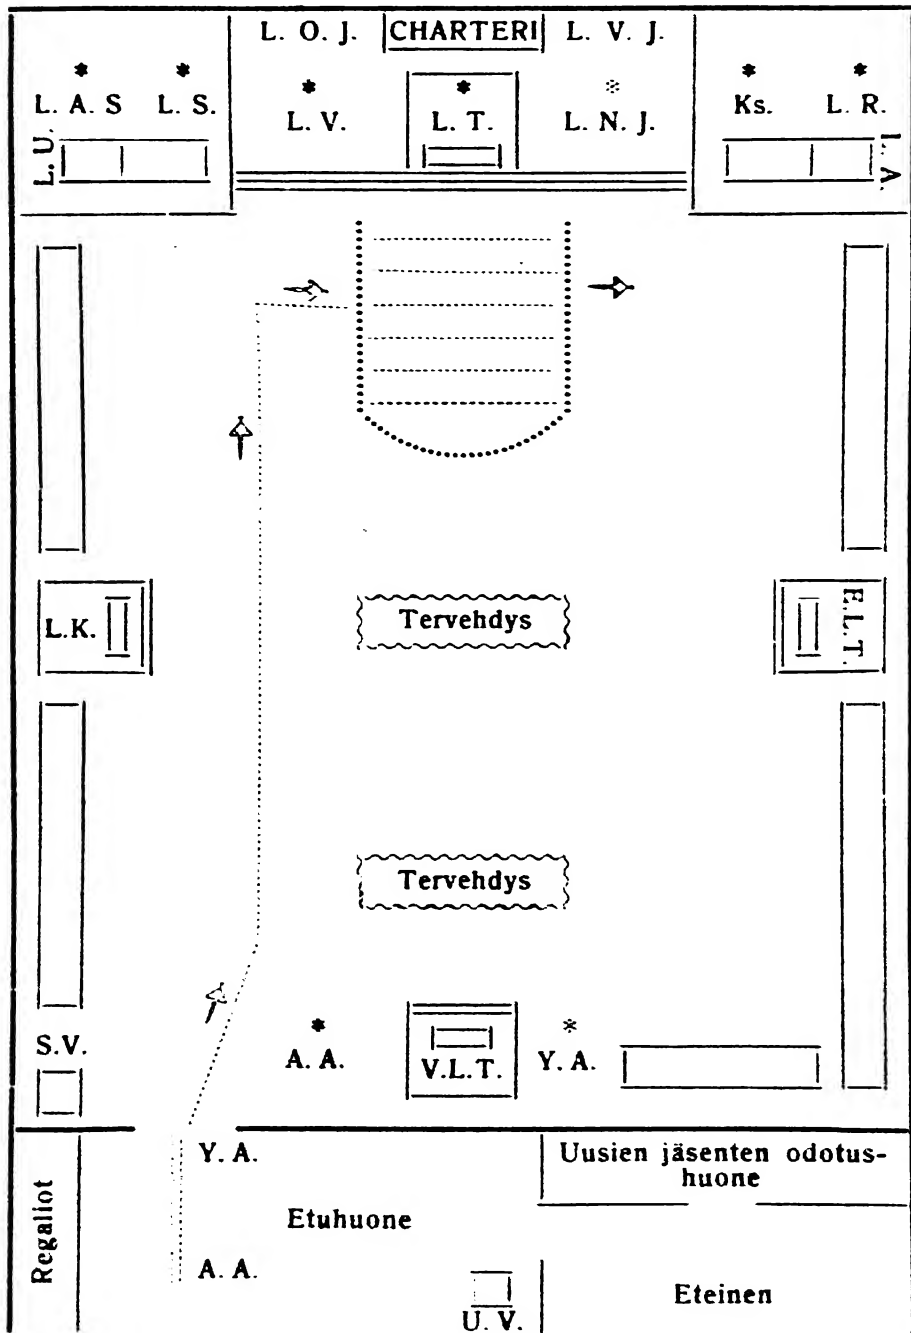 L. O. J. CHARTERI L. V. J.
L. A. S L. S. L. V. L. T. L. N. J. Ks. L. R.
L. U.
L. A.
L.K. Tervehdys E.L.T.
Tervehdys
S.V. A. A. V.L.T. Y. A.
Regaliot
Y. A.
Etuhuone
A. A.
U. V.
Uusien jäsenten odotus-
huone
Eteinen